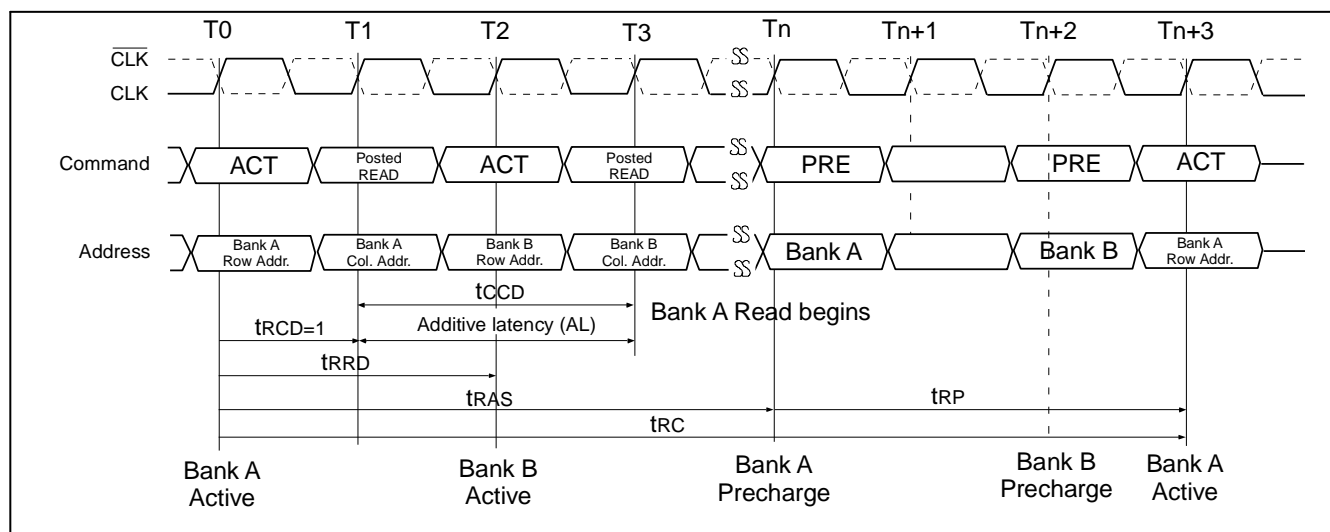 T0 T1 T2 T3 Tn Tn+1 Tn+2 Tn+3
CLK
CLK
Command ACT Posted READ ACT Posted READ PRE PRE ACT
Address Bank A Row Addr. Bank A Col. Addr. Bank B Row Addr. Bank B Col. Addr. Bank A Bank B Bank A Row Addr.
tCCD
Bank A Read begins
tRCD=1 Additive latency (AL)
tRRD
tRAS tRP
tRC
Bank A Active
Bank B Active
Bank A Precharge
Bank B Precharge
Bank A Active